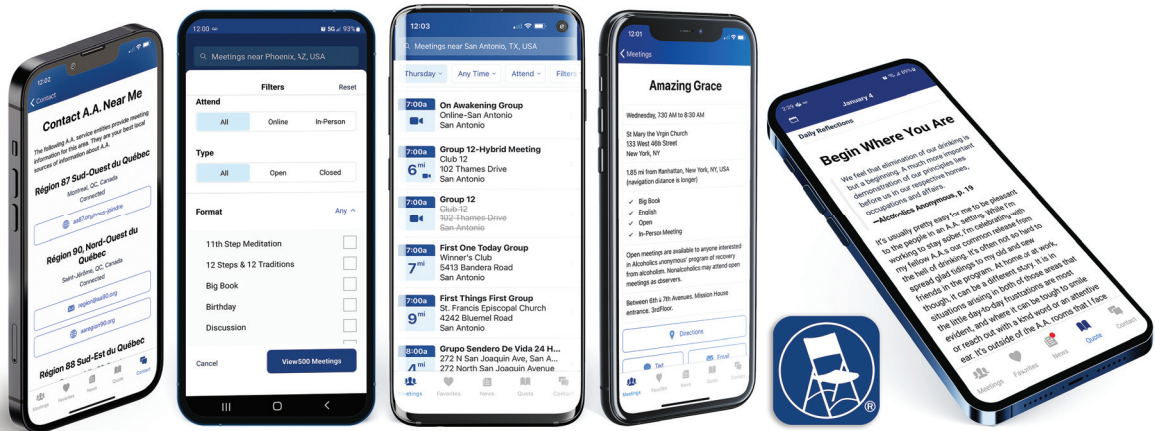 12:02
Contact
Contact A.A. Near Me
The following A.A. service entities provide meeting
information for this area. They are your best local
sources of information about A.A.
Région 87 Sud-Ouest du Québec
Montreal, QC, Canada
Connected
Région 90, Nord-Ouest du
Québec
Saint-Jérôme, QC, Canada
Connected
region@aa90.org
aaregion90.org
Région 88 Sud-Est du Québec
Meetings
Favorites
News
Quote
Contact
12:00
5G 93%
Meetings near Phoenix, AZ, USA
Filters
Reset
Attend
All
Online
In-Person
Type
All
Open
Closed
Format
Any
11th Step Meditation
12 Steps & 12 Traditions
Big Book
Birthday
Discussion
Cancel
View500 Meetings
12:03
Meetings near San Antonio, TX, USA
Thursday
Any Time
Attend
Filters
7:00a
On Awakening Group
Online-San Antonio
San Antonio
7:00a
6 mi
Group 12-Hybrid Meeting
Club 12
102 Thames Drive
San Antonio
7:00a
Group 12
Club 12
102 Thames Drive
San Antonio
7:00a
7 mi
First One Today Group
Winner's Club
5413 Bandera Road
San Antonio
7:00a
9 mi
First Things First Group
St. Francis Episcopal Church
4242 Bluemel Road
San Antonio
8:00a
Grupo Sendero De Vida 24 H...
272 N San Joaquin Ave, San A...
272 North San Joaquin Avenue
eetings
Favorites
News
Quote
Contact
12:01
Meetings
Amazing Grace
Wednesday, 7:30 AM to 8:30 AM
St Mary the Vrgin Church
133 West 46th Street
New York, NY
1.85 mi from Manhattan, New York, NY, USA
(navigation distance is longer)
✓ Big Book
✓ English
✓ Open
✓ In-Person Meeting
Open meetings are available to anyone interested
in Alcoholics Anonymous' program of recovery
from alcoholism. Nonalcoholics may attend open
meetings as observers.
Between 6th & 7th Avenues, Mission House
entrance. 3rdFloor.
Directions
Text
Email
Meetings
Favorites
News
Quote
Contact
®
2:29
89%
January 4
Daily Reflections
Begin Where You Are
We feel that elimination of our drinking is
but a beginning. A much more important
demonstration of our principles lies
before us in our respective homes,
occupations and affairs.
—Alcoholics Anonymous, p. 19
It's usually pretty easy for me to be pleasant
to the people in an A.A. setting. While I'm
working to stay sober, I'm celebrating with
my fellow A.A.s our common release from
the hell of drinking. It's often not so hard to
spread glad tidings to my old and new
friends in the program. At home or at work,
though, it can be a different story. It is in
situations arising in both of those areas that
the little day-to-day frustrations are most
evident, and where it can be tough to smile
or reach out with a kind word or an attentive
ear. It's outside of the A.A. rooms that I face
Meetings
Favorites
News
Quote
Contact